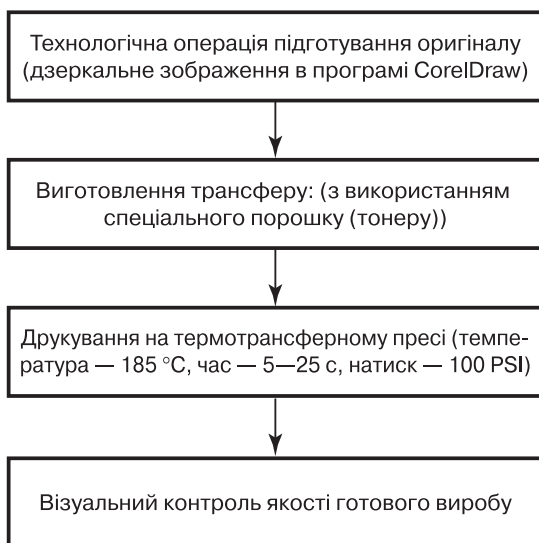 Технологічна операція підготування оригіналу
(дзеркальне зображення в програмі CorelDraw)
Виготовлення трансферу: (з використанням
спеціального порошку (тонеру))
Друкування на термотрансферному пресі (темпе-
ратура — 185 °С, час — 5—25 с, натиск — 100 PSI)
Візуальний контроль якості готового виробу